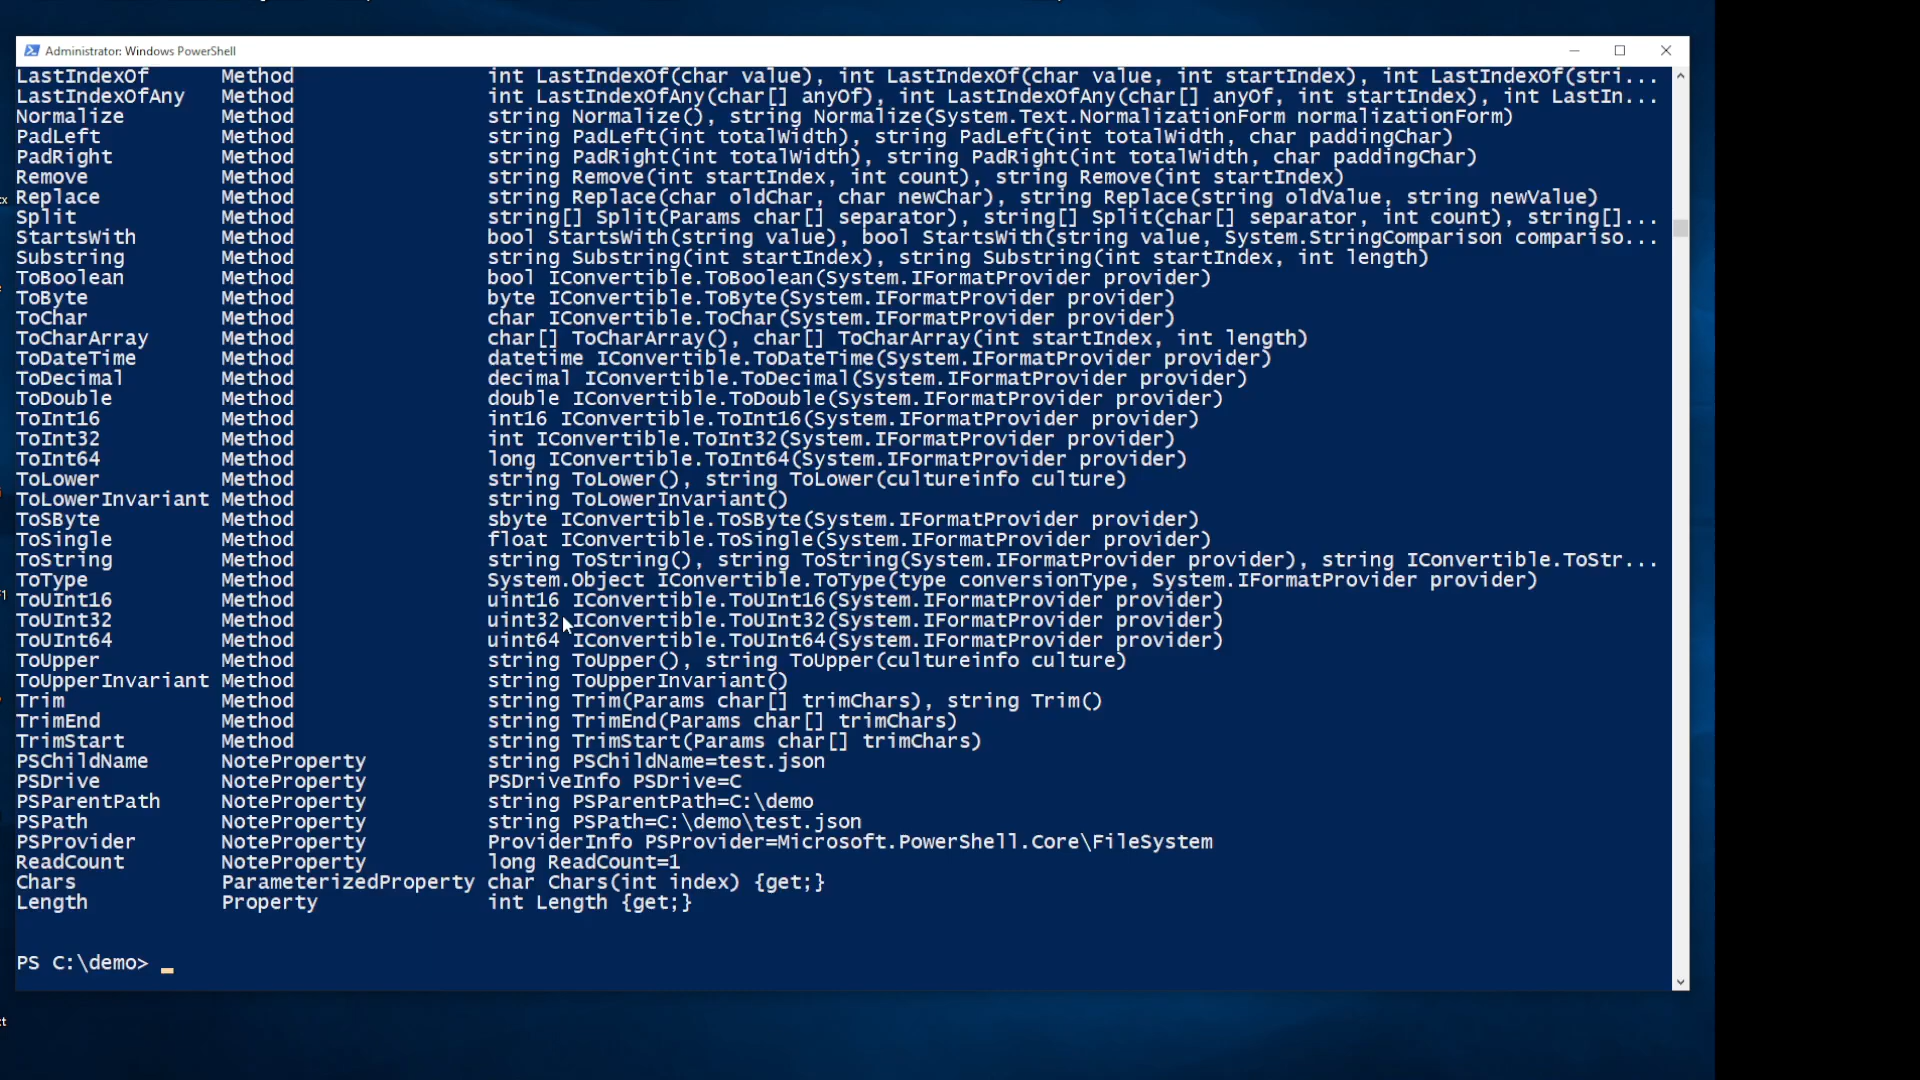 Administrator: Windows PowerShell
LastIndexOf Method int LastIndexOf(char value), int LastIndexOf(char value, int startIndex), int LastIndexOf(stri...
LastIndexOfAny Method int LastIndexOfAny(char[] anyOf), int LastIndexOfAny(char[] anyOf, int startIndex), int LastIn...
Normalize Method string Normalize(), string Normalize(System.Text.NormalizationForm normalizationForm)
PadLeft Method string PadLeft(int totalWidth), string PadLeft(int totalWidth, char paddingChar)
PadRight Method string PadRight(int totalWidth), string PadRight(int totalWidth, char paddingChar)
Remove Method string Remove(int startIndex, int count), string Remove(int startIndex)
Replace Method string Replace(char oldChar, char newChar), string Replace(string oldValue, string newValue)
Split Method string[] Split(Params char[] separator), string[] Split(char[] separator, int count), string[]...
StartsWith Method bool StartsWith(string value), bool StartsWith(string value, System.StringComparison compariso...
Substring Method string Substring(int startIndex), string Substring(int startIndex, int length)
ToBoolean Method bool IConvertible.ToBoolean(System.IFormatProvider provider)
ToByte Method byte IConvertible.ToByte(System.IFormatProvider provider)
ToChar Method char IConvertible.ToChar(System.IFormatProvider provider)
ToCharArray Method char[] ToCharArray(), char[] ToCharArray(int startIndex, int length)
ToDateTime Method datetime IConvertible.ToDateTime(System.IFormatProvider provider)
ToDecimal Method decimal IConvertible.ToDecimal(System.IFormatProvider provider)
ToDouble Method double IConvertible.ToDouble(System.IFormatProvider provider)
ToInt16 Method int16 IConvertible.ToInt16(System.IFormatProvider provider)
ToInt32 Method int IConvertible.ToInt32(System.IFormatProvider provider)
ToInt64 Method long IConvertible.ToInt64(System.IFormatProvider provider)
ToLower Method string ToLower(), string ToLower(cultureinfo culture)
ToLowerInvariant Method string ToLowerInvariant()
ToSByte Method sbyte IConvertible.ToSByte(System.IFormatProvider provider)
ToSingle Method float IConvertible.ToSingle(System.IFormatProvider provider)
ToString Method string ToString(), string ToString(System.IFormatProvider provider), string IConvertible.ToStr...
ToType Method System.Object IConvertible.ToType(type conversionType, System.IFormatProvider provider)
ToUInt16 Method uint16 IConvertible.ToUInt16(System.IFormatProvider provider)
ToUInt32 Method uint32 IConvertible.ToUInt32(System.IFormatProvider provider)
ToUInt64 Method uint64 IConvertible.ToUInt64(System.IFormatProvider provider)
ToUpper Method string ToUpper(), string ToUpper(cultureinfo culture)
ToUpperInvariant Method string ToUpperInvariant()
Trim Method string Trim(Params char[] trimChars), string Trim()
TrimEnd Method string TrimEnd(Params char[] trimChars)
TrimStart Method string TrimStart(Params char[] trimChars)
PSChildName NoteProperty string PSChildName=test.json
PSDrive NoteProperty PSDriveInfo PSDrive=C
PSParentPath NoteProperty string PSParentPath=C:\demo
PSPath NoteProperty string PSPath=C:\demo\test.json
PSProvider NoteProperty ProviderInfo PSProvider=Microsoft.PowerShell.Core\FileSystem
ReadCount NoteProperty long ReadCount=1
Chars ParameterizedProperty char Chars(int index) {get;}
Length Property int Length {get;}
PS C:\demo>